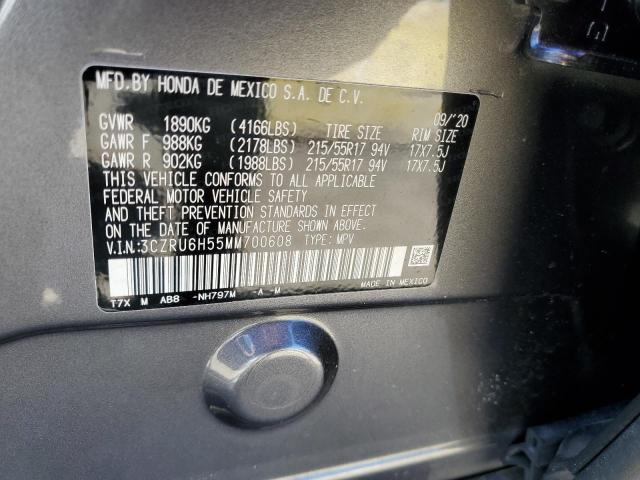 MFD.BY HONDA DE MEXICO S.A. DE C.V.
09/'20
GVWR 1890KG (4166LBS) TIRE SIZE RIM SIZE
GAWR F 988KG (2178LBS) 215/55R17 94V 17X7.5J
GAWR R 902KG (1988LBS) 215/55R17 94V 17X7.5J
THIS VEHICLE CONFORMS TO ALL APPLICABLE
FEDERAL MOTOR VEHICLE SAFETY
AND THEFT PREVENTION STANDARDS IN EFFECT
ON THE DATE OF MANUFACTURE SHOWN ABOVE.
V.I.N:3CZRU6H55MM700608 TYPE: MPV
T7X M AB8 -NH797M -A -M MADE IN MEXICO